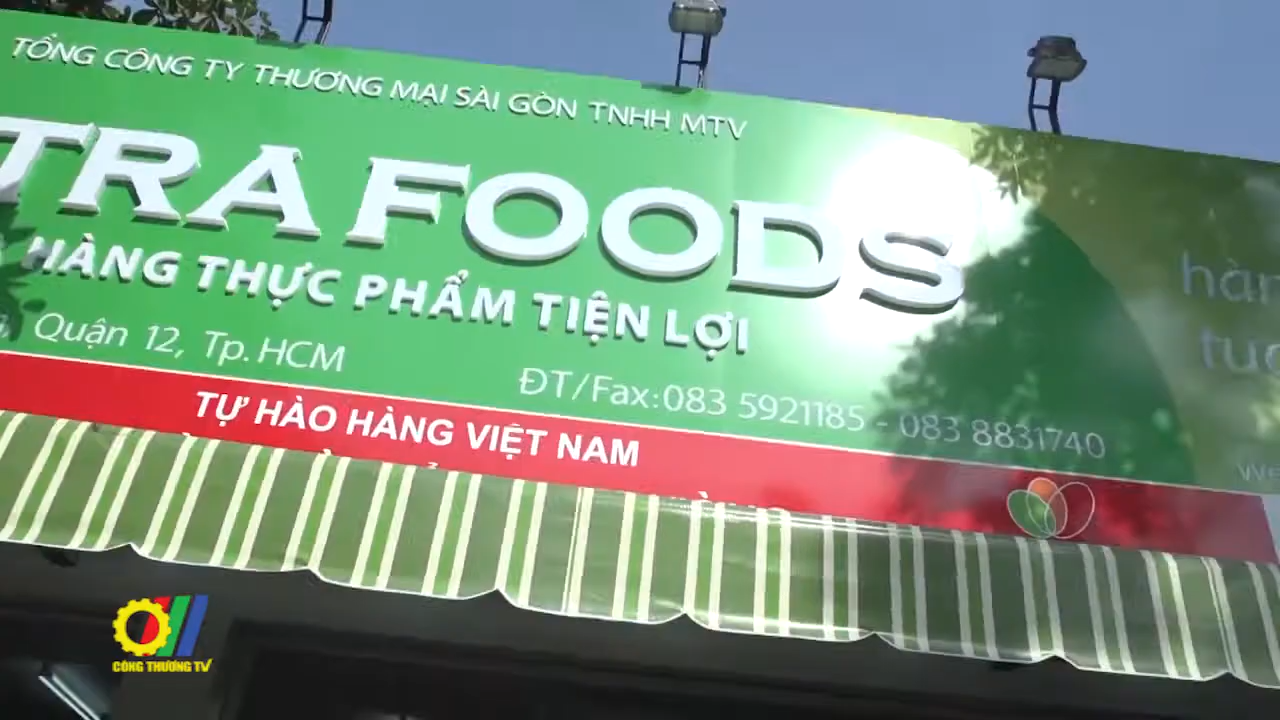 TỔNG CÔNG TY THƯƠNG MẠI SÀI GÒN TNHH MTV
TRA FOODS
HÀNG THỰC PHẨM TIỆN LỢI
Quận 12, Tp.HCM
ĐT/Fax:083 5921185 - 083 8831740
TỰ HÀO HÀNG VIỆT NAM
CÔNG THƯƠNG TV